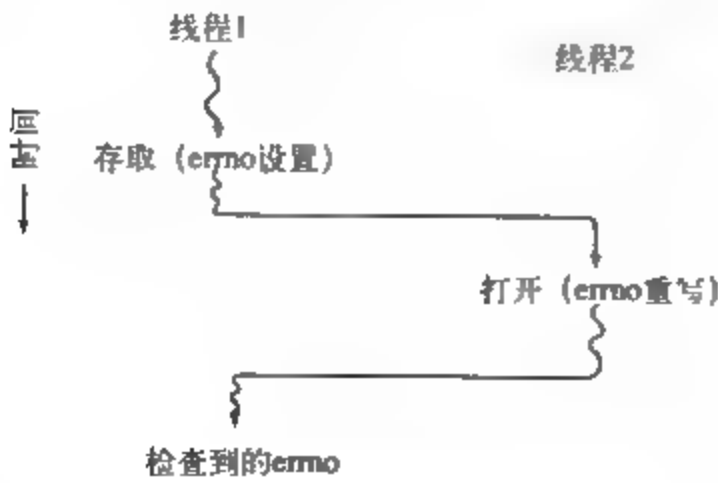 线程1
线程2
时间
存取 (errno设置)
打开 (errno重写)
检查到的errno